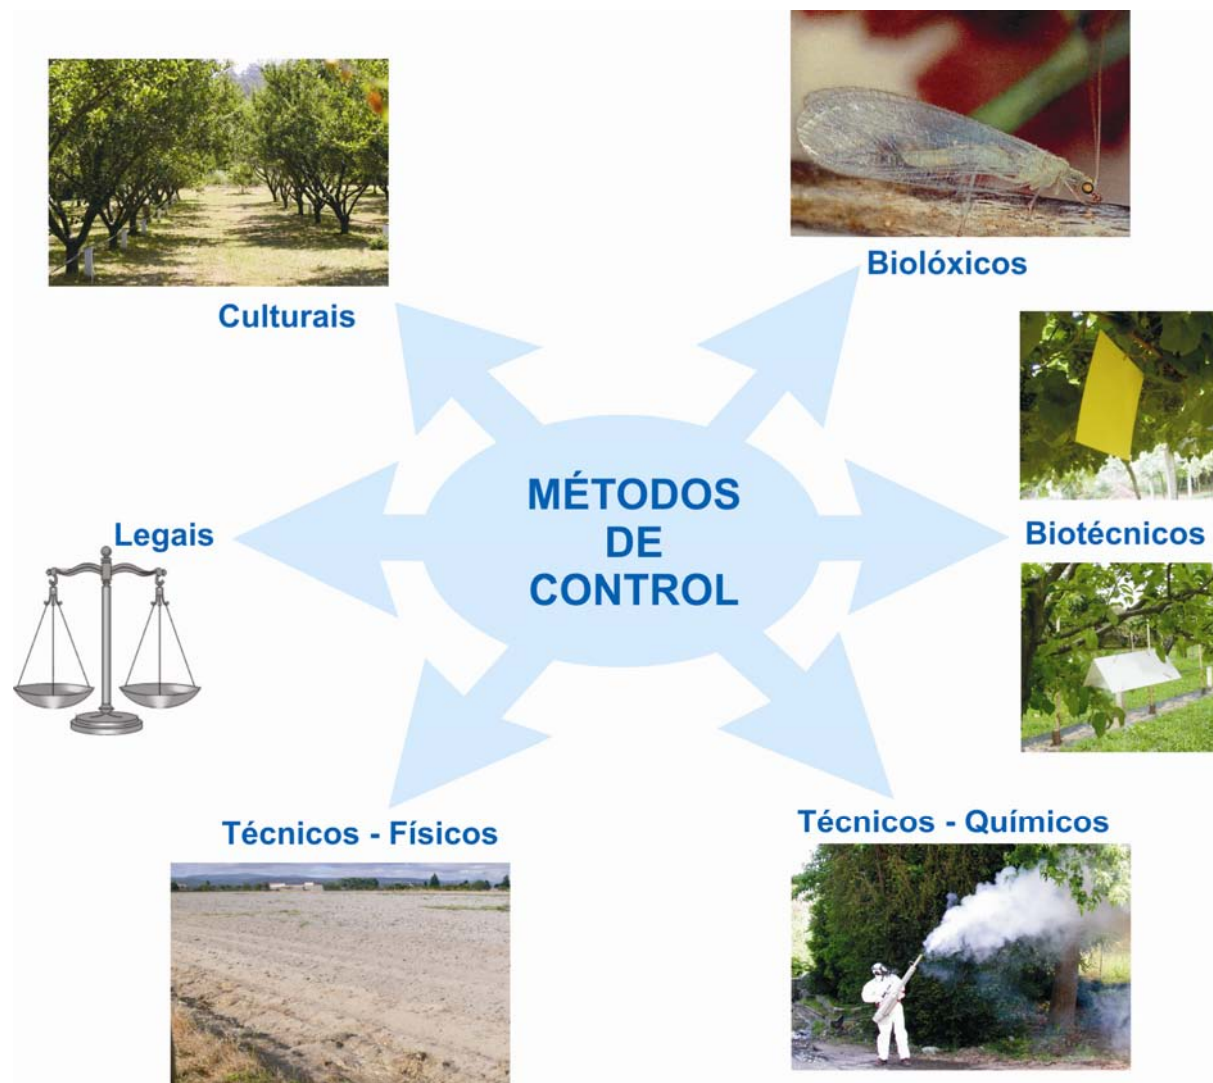 Culturais
Biolóxicos
MÉTODOS
DE
CONTROL
Legais
Biotécnicos
Técnicos - Físicos
Técnicos - Químicos